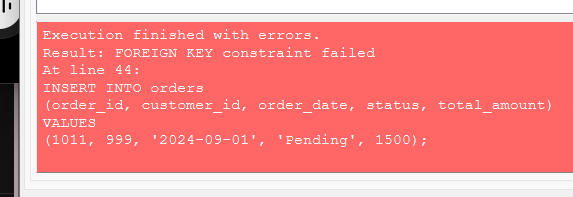 Execution finished with errors.
Result: FOREIGN KEY constraint failed
At line 44:
INSERT INTO orders
(order_id, customer_id, order_date, status, total_amount)
VALUES
(1011, 999, '2024-09-01', 'Pending', 1500);